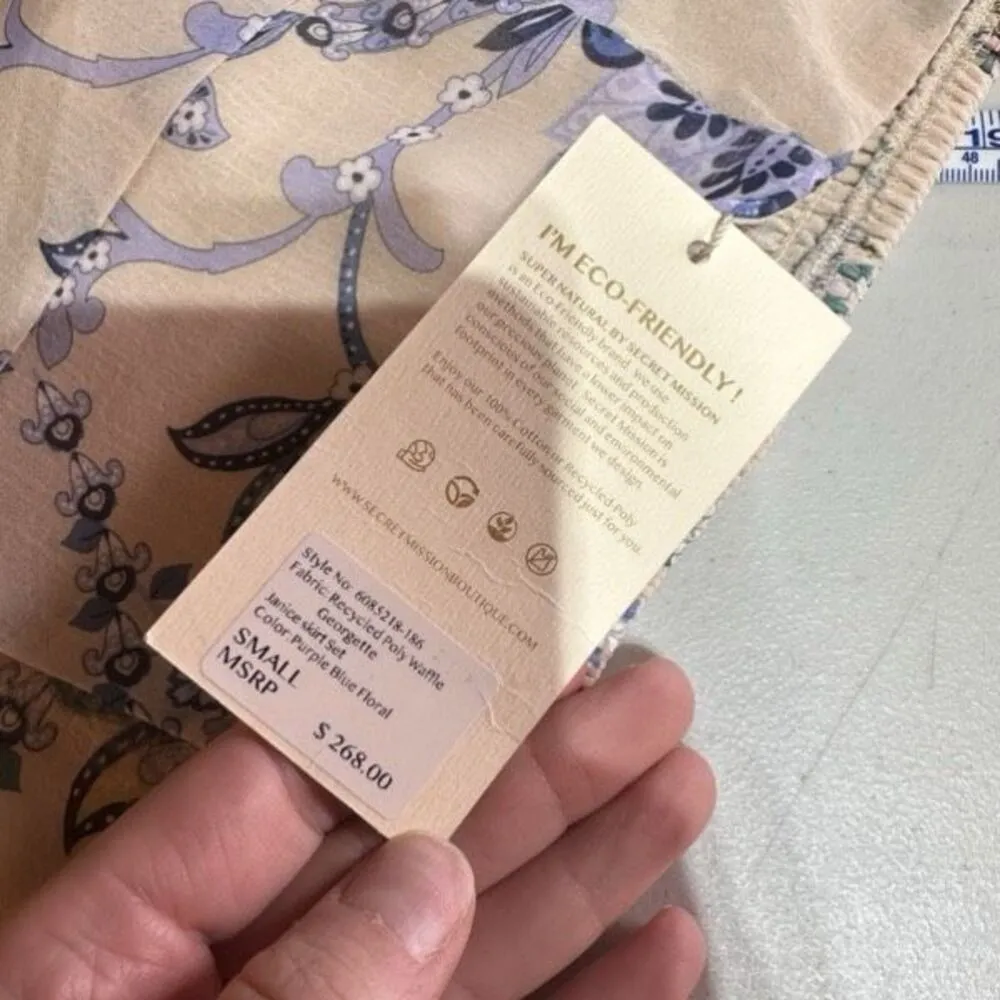 I'M ECO-FRIENDLY !
SUPER NATURAL BY SECRET MISSION
is an Eco-Friendly brand. We use
sustainable resources and production
methods that have a lower impact on
our precious planet. Secret Mission is
conscious of our social and environmental
footprint in every garment we design.
Enjoy our 100% Cotton or Recycled Poly
that has been carefully sourced just for you.
WWW.SECRETMISSIONBOUTIQUE.COM
Style No: 6085218-186
Fabric: Recycled Poly Waffle
Georgette
Janice skirt Set
Color: Purple Blue Floral
SMALL
MSRP
$ 268.00
19
48